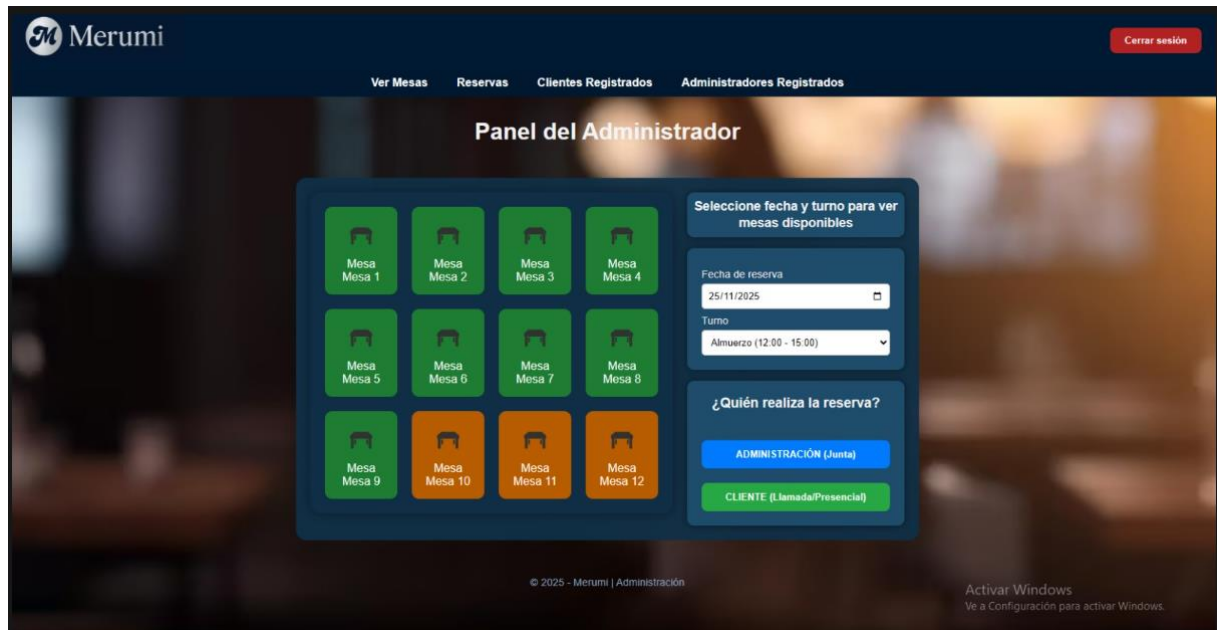 Merumi
Cerrar sesión
Ver Mesas Reservas Clientes Registrados Administradores Registrados
Panel del Administrador
Mesa
Mesa 1
Mesa
Mesa 2
Mesa
Mesa 3
Mesa
Mesa 4
Mesa
Mesa 5
Mesa
Mesa 6
Mesa
Mesa 7
Mesa
Mesa 8
Mesa
Mesa 9
Mesa
Mesa 10
Mesa
Mesa 11
Mesa
Mesa 12
Seleccione fecha y turno para ver
mesas disponibles
Fecha de reserva
25/11/2025
Turno
Almuerzo (12:00 - 15:00)
¿Quién realiza la reserva?
ADMINISTRACIÓN (Junta)
CLIENTE (Llamada/Presencial)
© 2025 - Merumi | Administración
Activar Windows
Ve a Configuración para activar Windows.